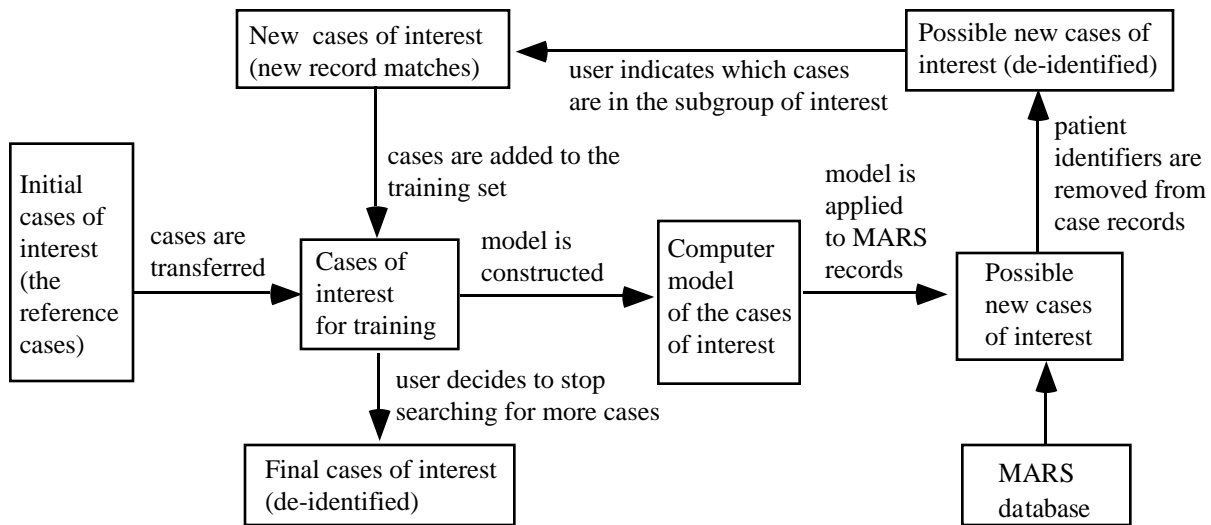 New cases of interest
(new record matches)
Possible new cases of
interest (de-identified)
user indicates which cases
are in the subgroup of interest
patient
identifiers are
removed from
case records
cases are added to the
training set
Initial
cases of
interest
(the
reference
cases)
cases are
transferred
Cases of
interest
for training
model is
constructed
Computer
model
of the cases
of interest
model is
applied
to MARS
records
Possible
new cases
of interest
user decides to stop
searching for more cases
Final cases of interest
(de-identified)
MARS
database